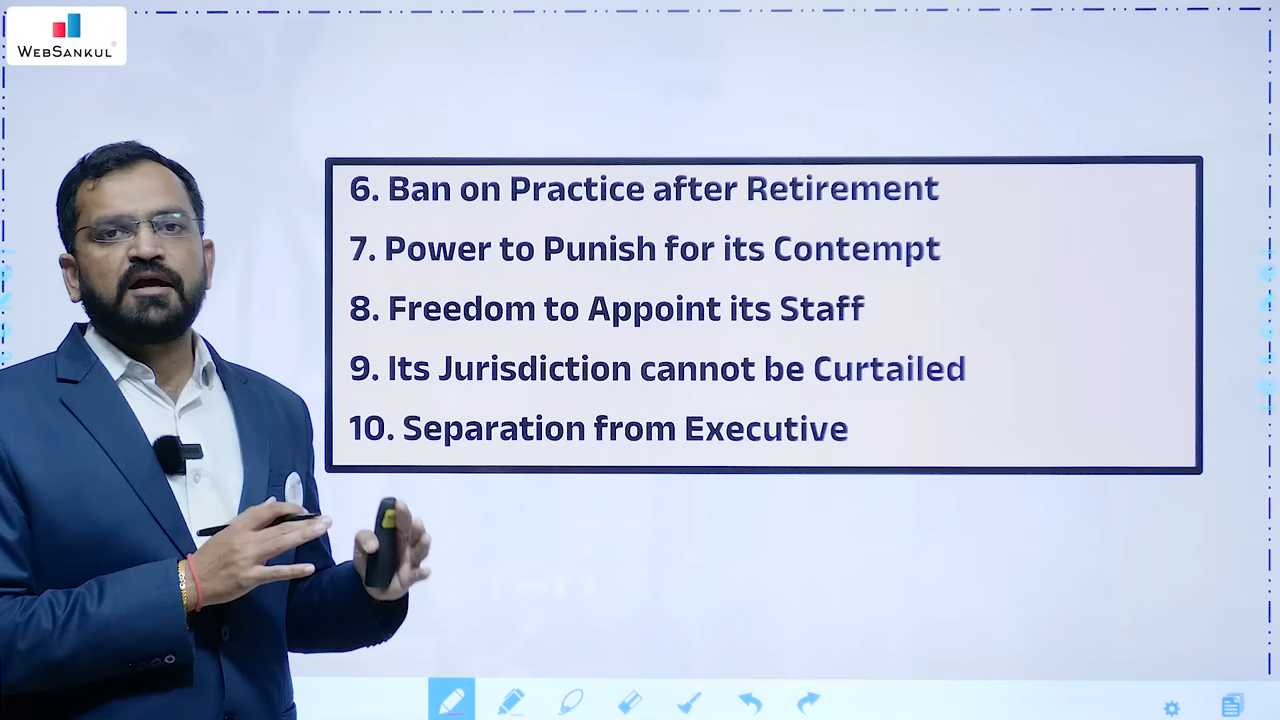 WEBSANKUL
6. Ban on Practice after Retirement
7. Power to Punish for its Contempt
8. Freedom to Appoint its Staff
9. Its Jurisdiction cannot be Curtailed
10. Separation from Executive